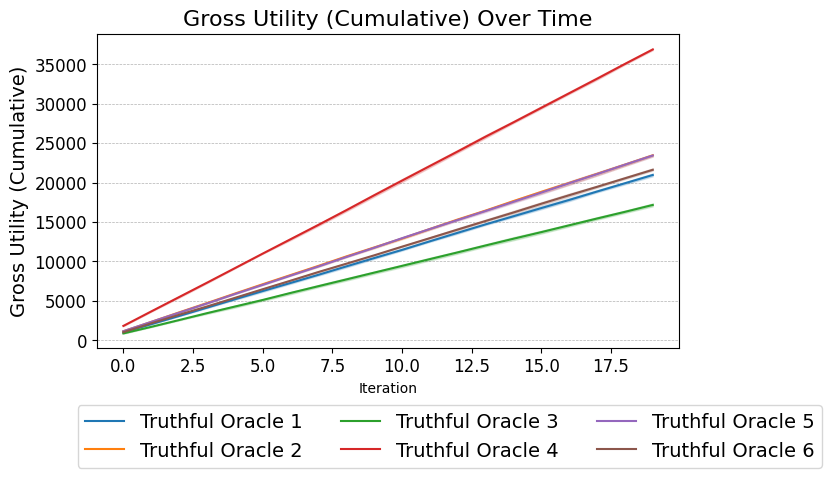 Gross Utility (Cumulative) Over Time
Gross Utility (Cumulative)
35000
30000
25000
20000
15000
10000
5000
0
0.0 2.5 5.0 7.5 10.0 12.5 15.0 17.5
Iteration
Truthful Oracle 1 Truthful Oracle 3 Truthful Oracle 5
Truthful Oracle 2 Truthful Oracle 4 Truthful Oracle 6